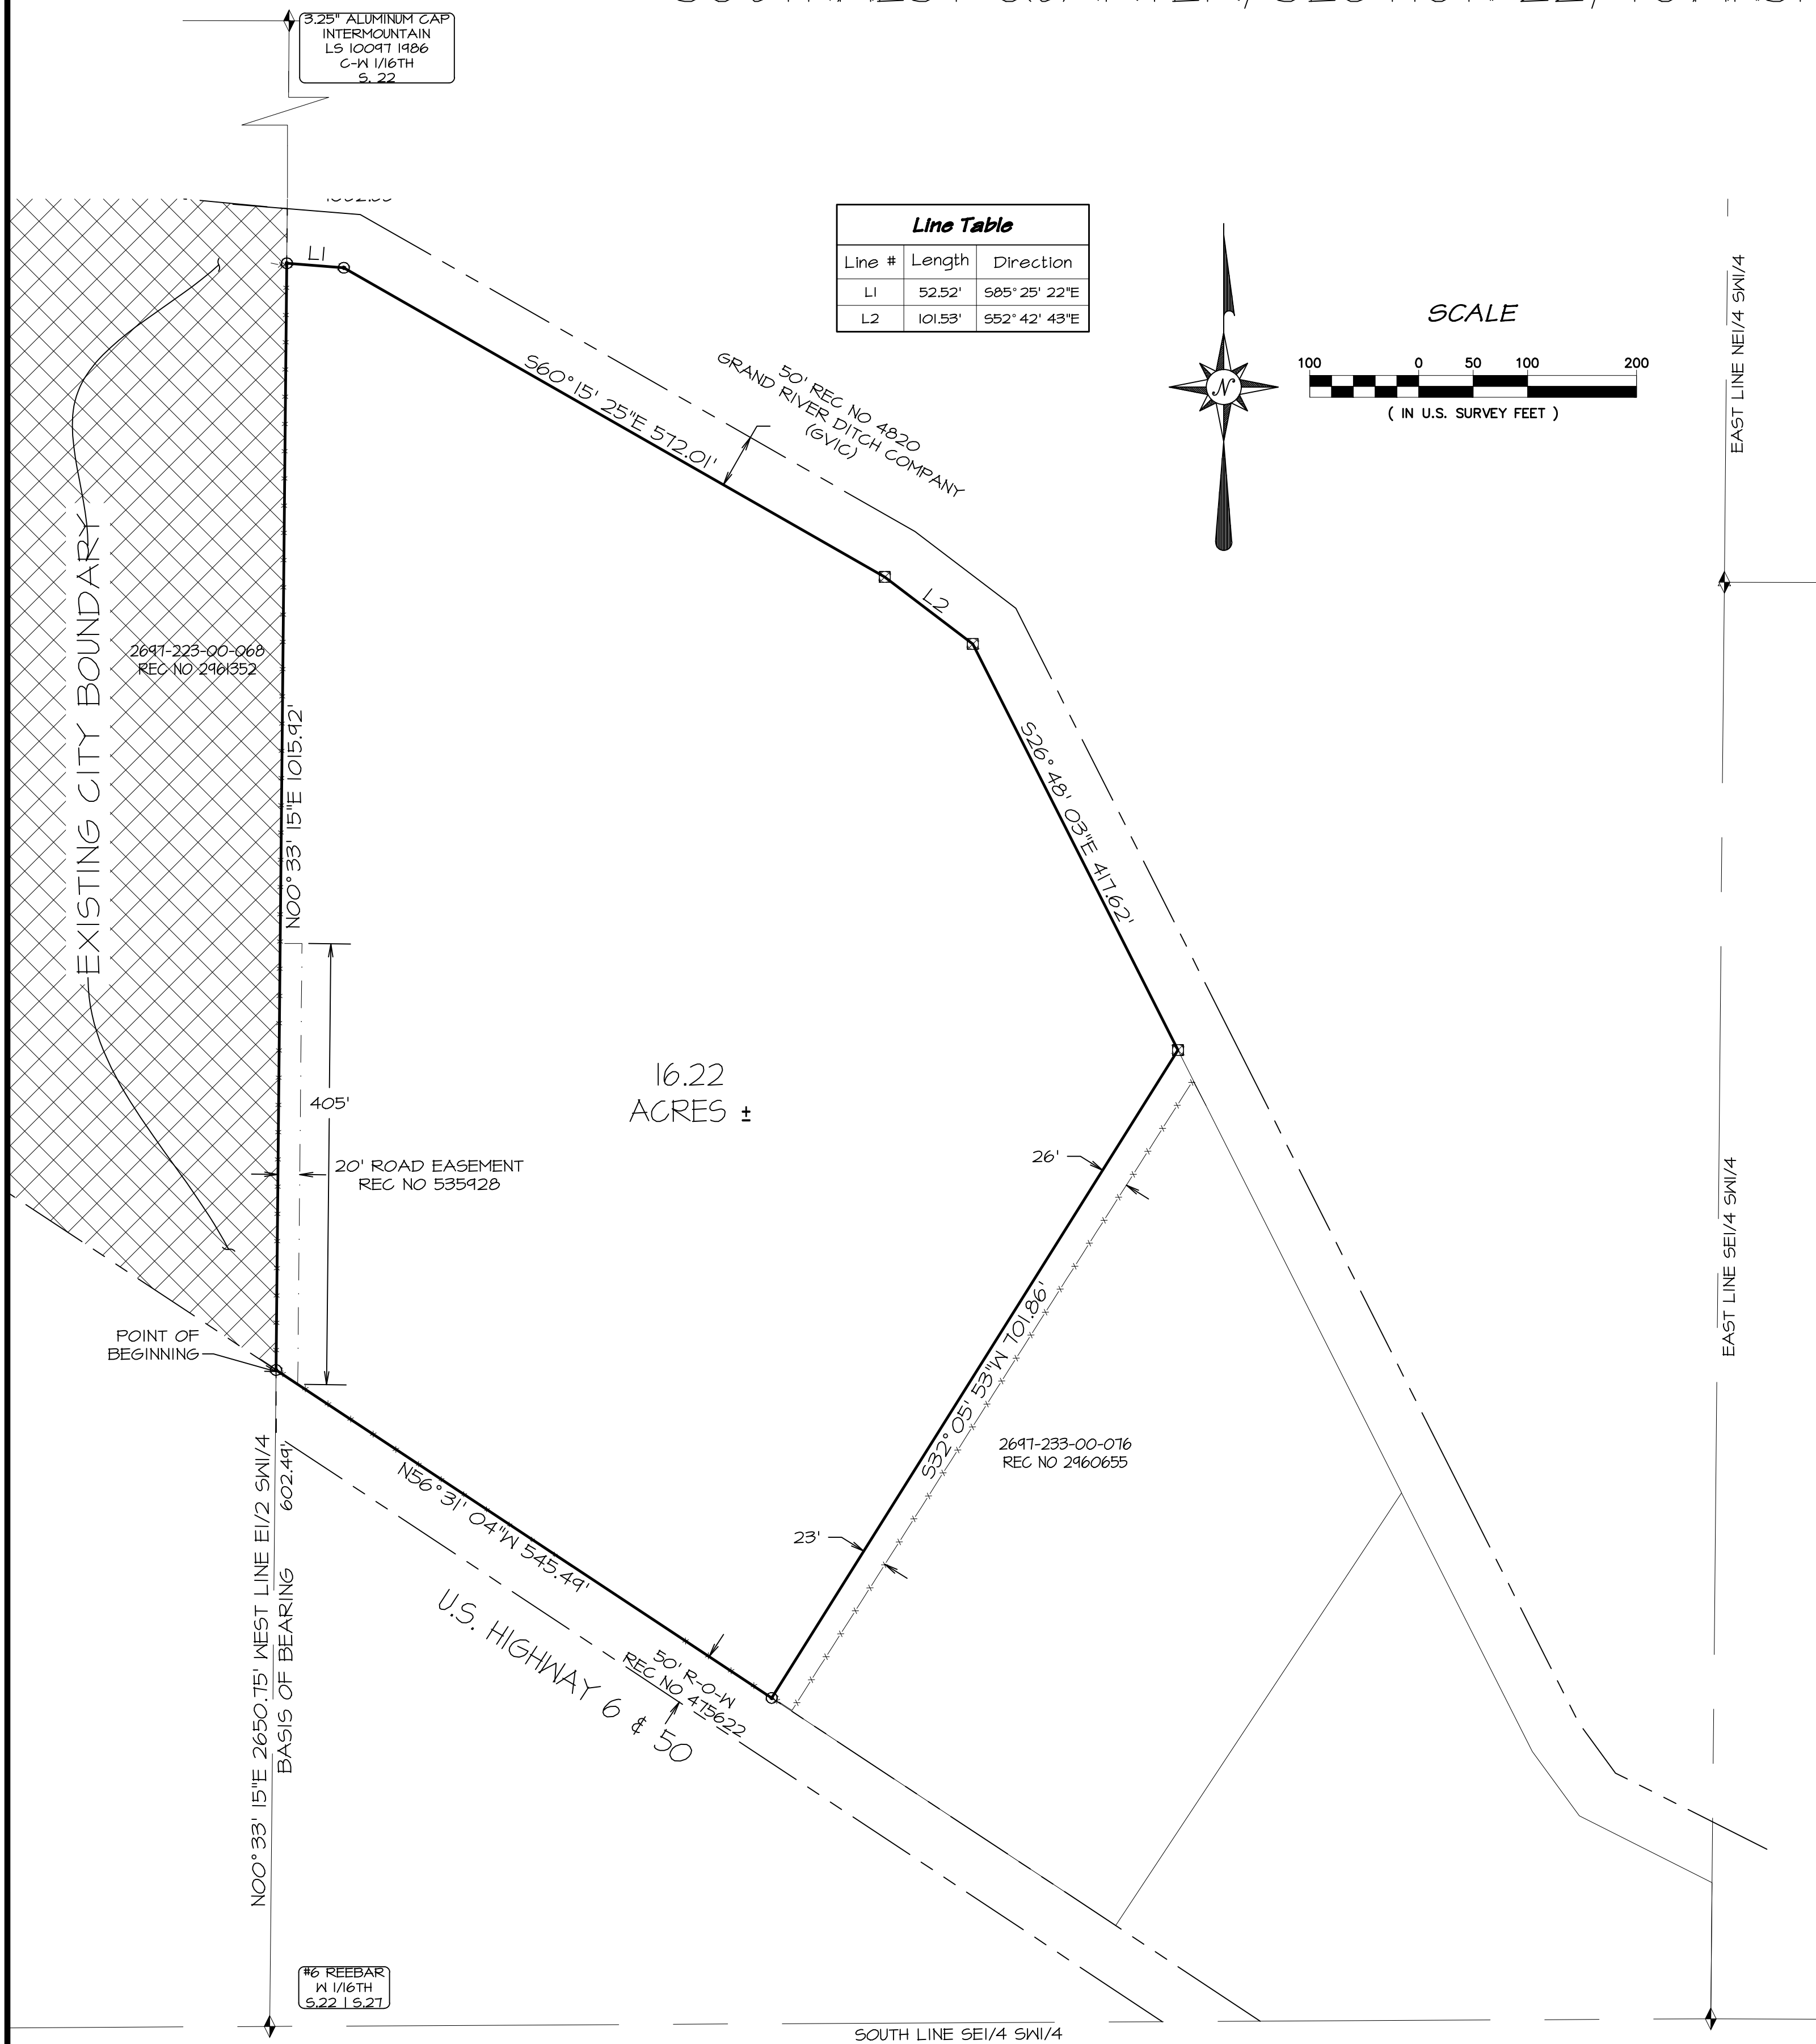 3.25" ALUMINUM CAP
INTERMOUNTAIN
LS 10097 1986
C-W 1/16TH
S. 22
Line Table
Line # Length Direction
L1 52.52' S85°25' 22"E
L2 101.53' S52°42' 43"E
SCALE
100 0 50 100 200
( IN U.S. SURVEY FEET )
N
EAST LINE NE1/4 SW1/4
L1
S60°15' 25"E 572.01'
50' REC NO 4820
GRAND RIVER DITCH COMPANY
(GVIC)
L2
EXISTING CITY BOUNDARY
2697-223-00-068
REC NO 2961352
N00°33' 15"E 1015.92'
S26°48' 03"E 417.62'
16.22
ACRES ±
405'
20' ROAD EASEMENT
REC NO 535928
26'
EAST LINE SE1/4 SW1/4
POINT OF
BEGINNING
S32°05' 53"W 701.86'
2697-233-00-076
REC NO 2960655
23'
N56°31' 04"W 545.49'
U.S. HIGHWAY 6 & 50
50' R-O-W
REC NO 475622
N00°33' 15"E 2650.75' WEST LINE E1/2 SW1/4
602.49'
BASIS OF BEARING
#6 REEBAR
W 1/16TH
S.22 | S.27
SOUTH LINE SE1/4 SW1/4